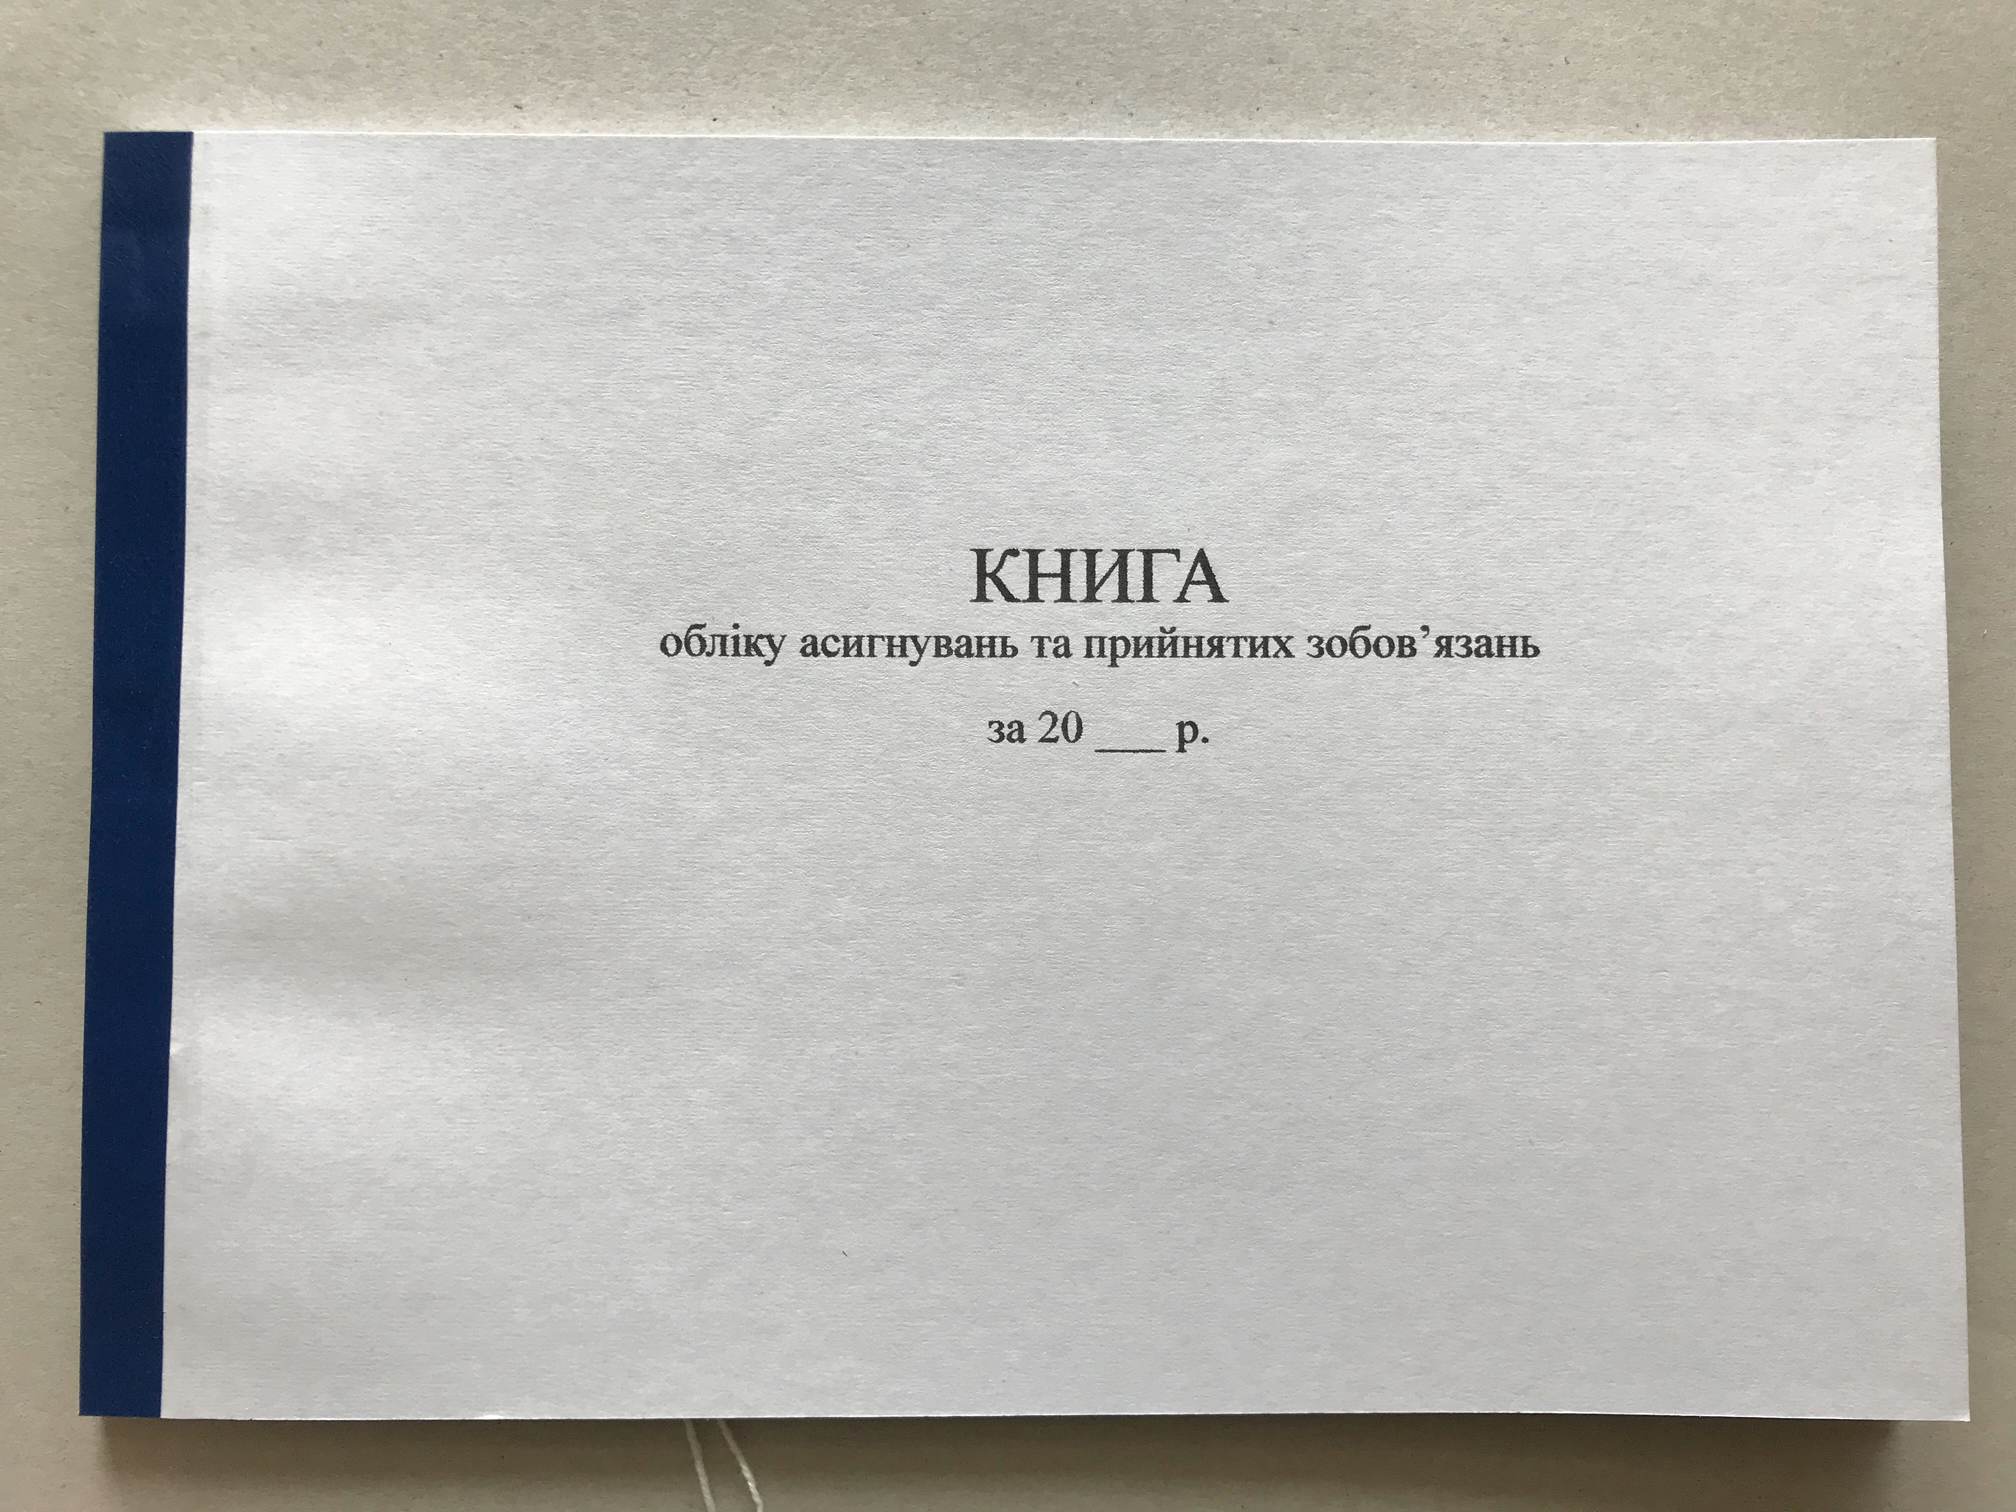 КНИГА
обліку асигнувань та прийнятих зобов’язань
за 20 ___ р.